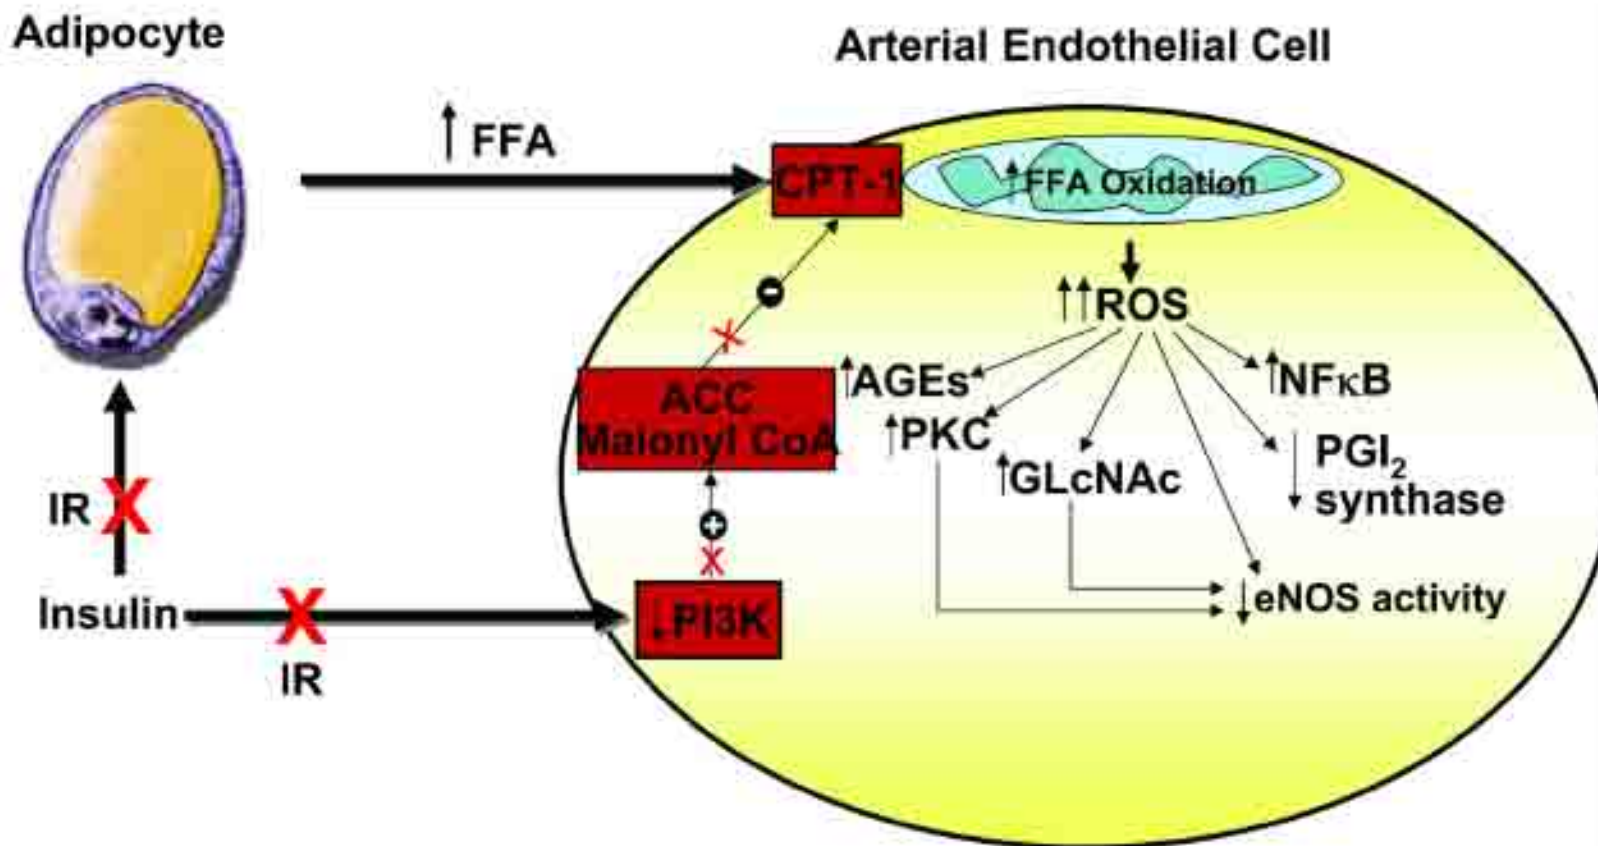 Adipocyte
Arterial Endothelial Cell
↑ FFA
CPT-1
↑FFA Oxidation
↑↑ROS
↑AGEs
↑NFκB
ACC
Malonyl CoA
↑PKC
PGI₂
↓ synthase
↑GLcNAc
IR X
+
X
X
-
Insulin
X
IR
↓PI3K
↓eNOS activity